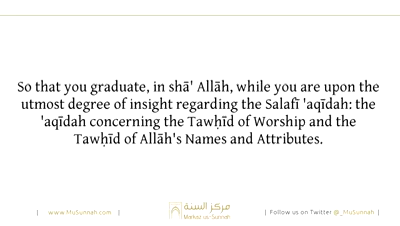 So that you graduate, in shā' Allāh, while you are upon the
utmost degree of insight regarding the Salafī 'aqīdah: the
'aqīdah concerning the Tawḥīd of Worship and the
Tawḥīd of Allāh's Names and Attributes.
مركز السنة
Markaz us-Sunnah
| www.MuSunnah.com |
| Follow us on Twitter @_MuSunnah |